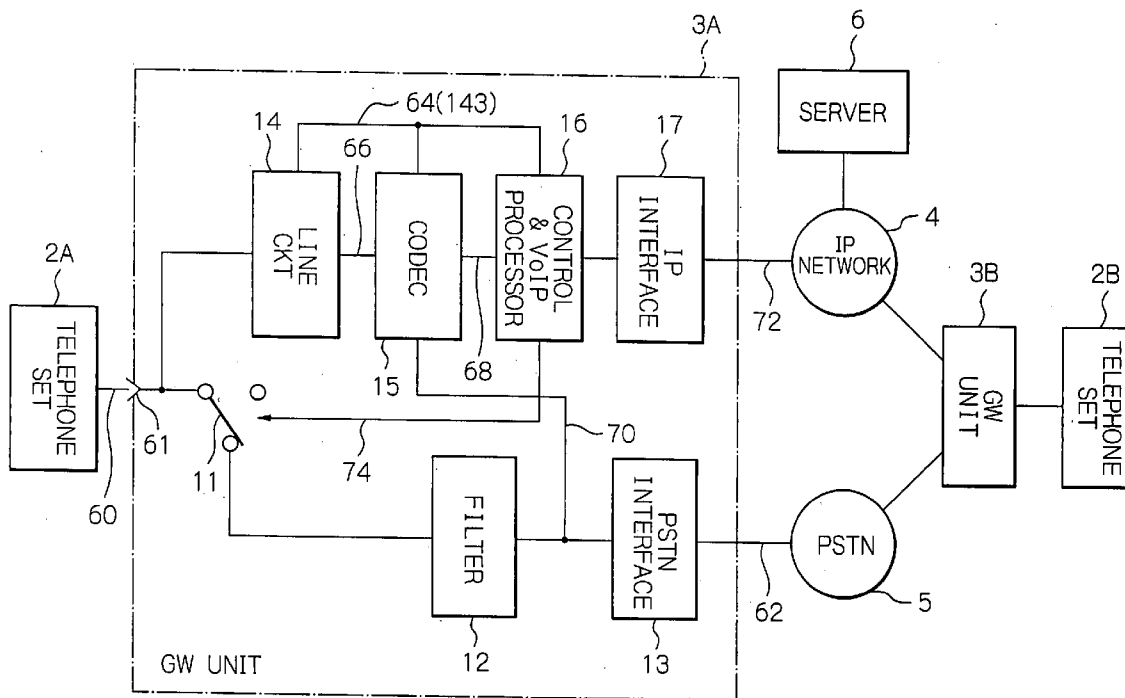 3A
6
SERVER
64(143)
14
66
16
17
LINE
CKT
CODEC
CONTROL
& VoIP
PROCESSOR
IP
INTERFACE
4
IP
NETWORK
2A
TELEPHONE
SET
3B
2B
GW
UNIT
TELEPHONE
SET
72
15
68
60
61
11
74
70
FILTER
PSTN
INTERFACE
PSTN
62
5
12
13
GW UNIT